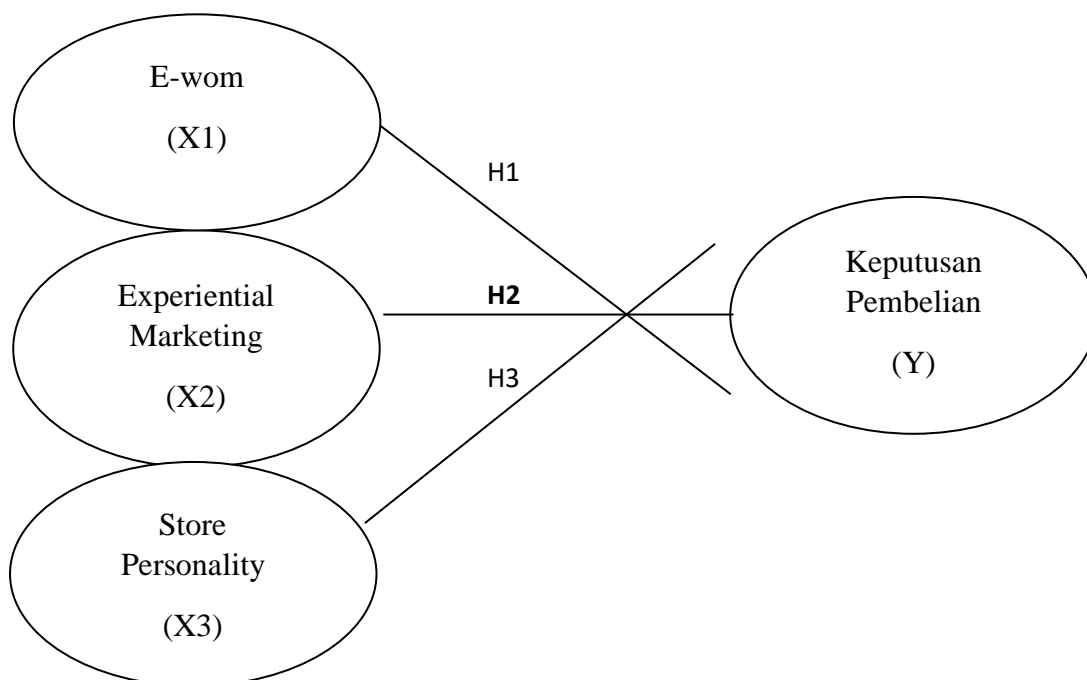 E-wom
(X1)
H1
Experiential
Marketing
(X2)
H2
H3
Store
Personality
(X3)
Keputusan
Pembelian
(Y)